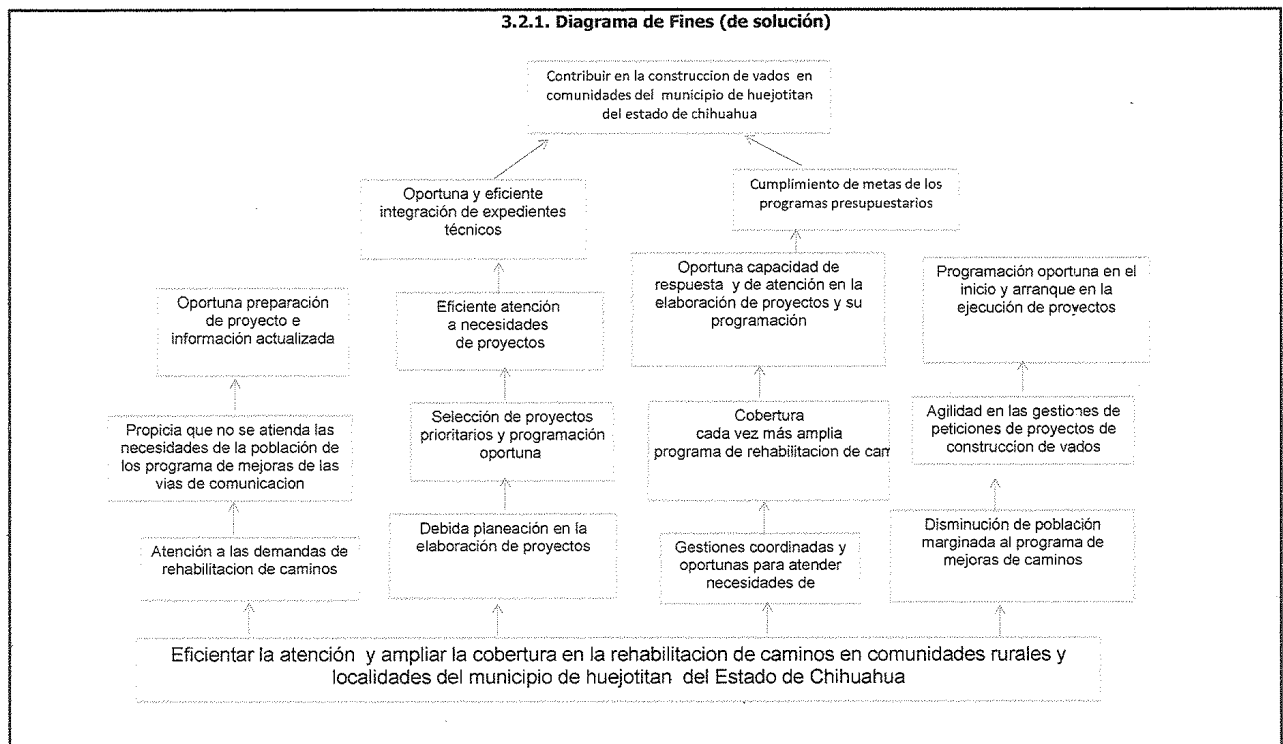 3.2.1. Diagrama de Fines (de solución)
Contribuir en la construccion de vados en
comunidades del municipio de huejotitan
del estado de chihuahua
Oportuna y eficiente
integración de expedientes
técnicos
Cumplimiento de metas de los
programas presupuestarios
Oportuna preparación
de proyecto e
información actualizada
Eficiente atención
a necesidades
de proyectos
Oportuna capacidad de
respuesta y de atención en la
elaboración de proyectos y su
programación
Programación oportuna en el
inicio y arranque en la
ejecución de proyectos
Propicia que no se atienda las
necesidades de la población de
los programa de mejoras de las
vias de comunicacion
Selección de proyectos
prioritarios y programación
oportuna
Cobertura
cada vez más amplia
programa de rehabilitacion de cam
Agilidad en las gestiones de
peticiones de proyectos de
construccion de vados
Atención a las demandas de
rehabilitacion de caminos
Debida planeación en la
elaboración de proyectos
Gestiones coordinadas y
oportunas para atender
necesidades de
Disminución de población
marginada al programa de
mejoras de caminos
Eficientar la atención y ampliar la cobertura en la rehabilitacion de caminos en comunidades rurales y
localidades del municipio de huejotitan del Estado de Chihuahua